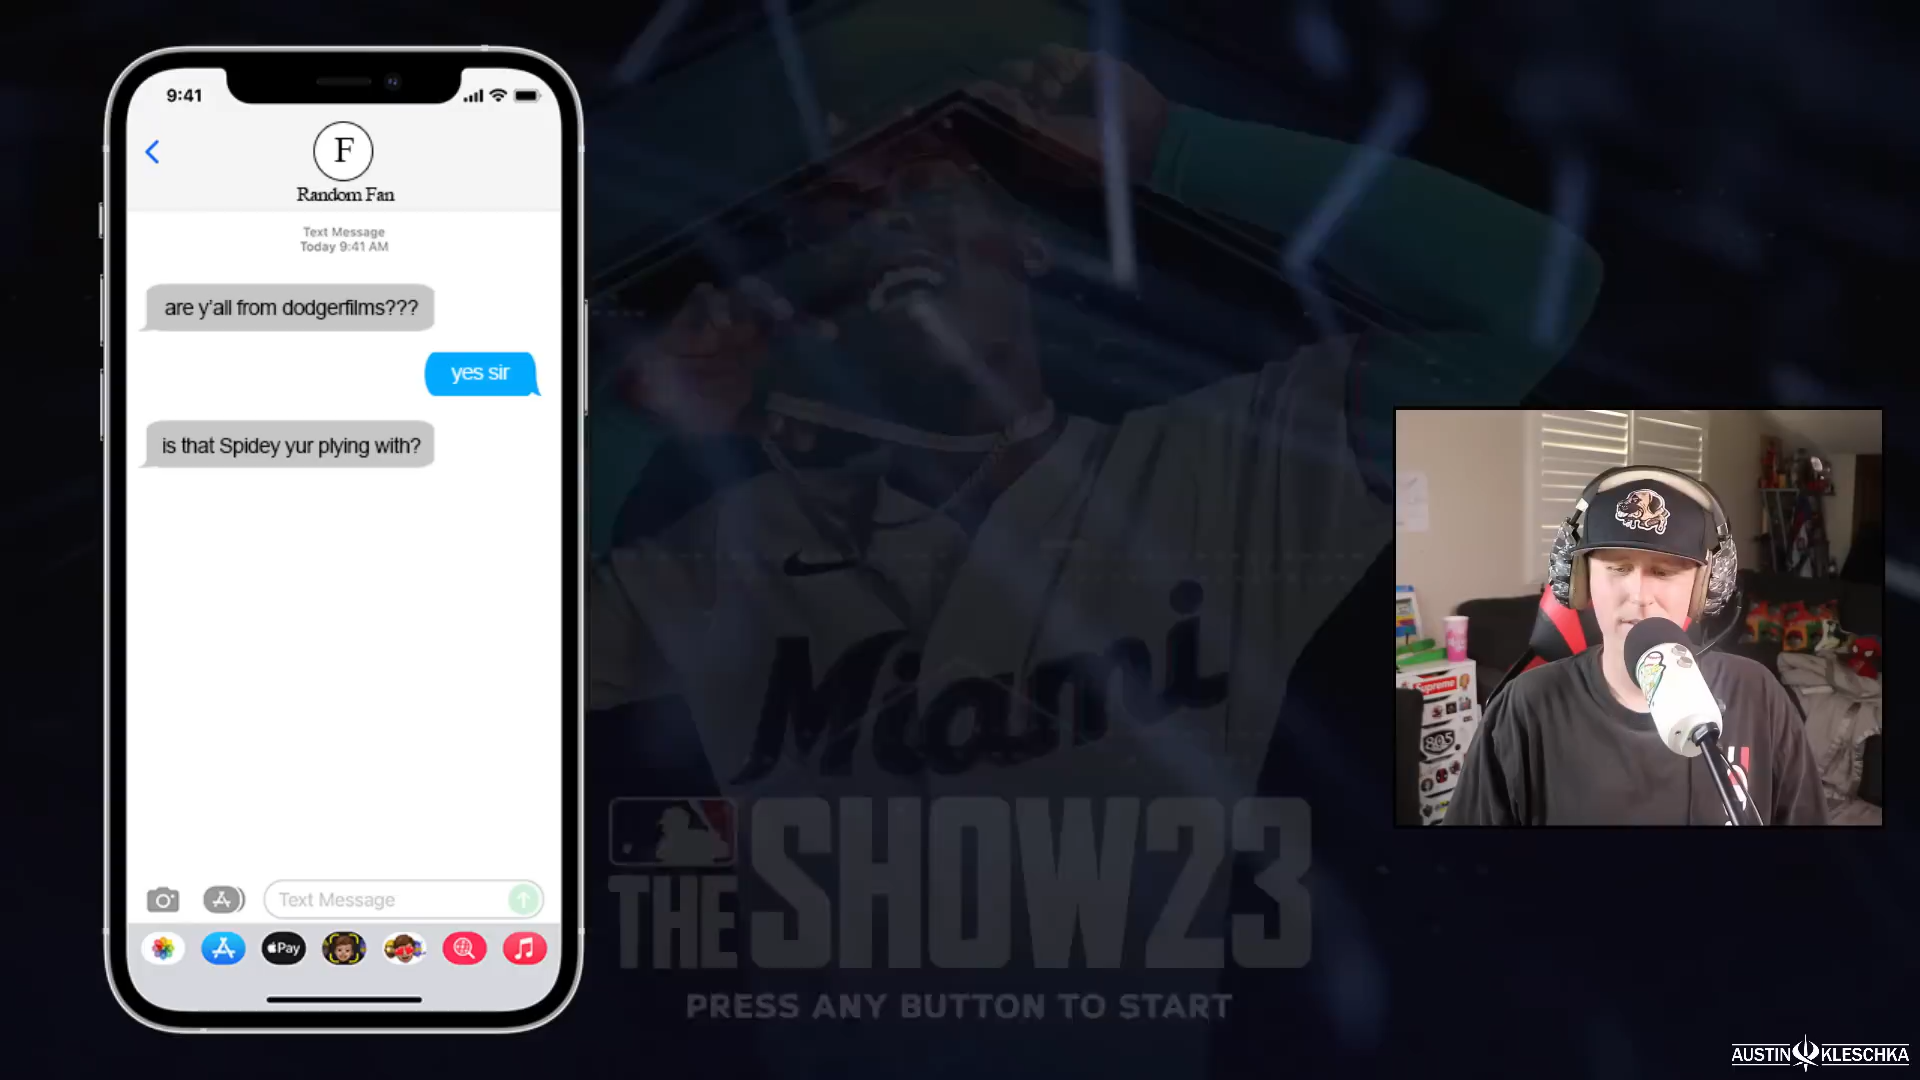 9:41
F
Random Fan
Text Message
Today 9:41 AM
are y'all from dodgerfilms???
yes sir
is that Spidey yur plying with?
Text Message
Pay
Miami
THE SHOW 23
PRESS ANY BUTTON TO START
Supreme
805
AUSTIN KLESCHKA